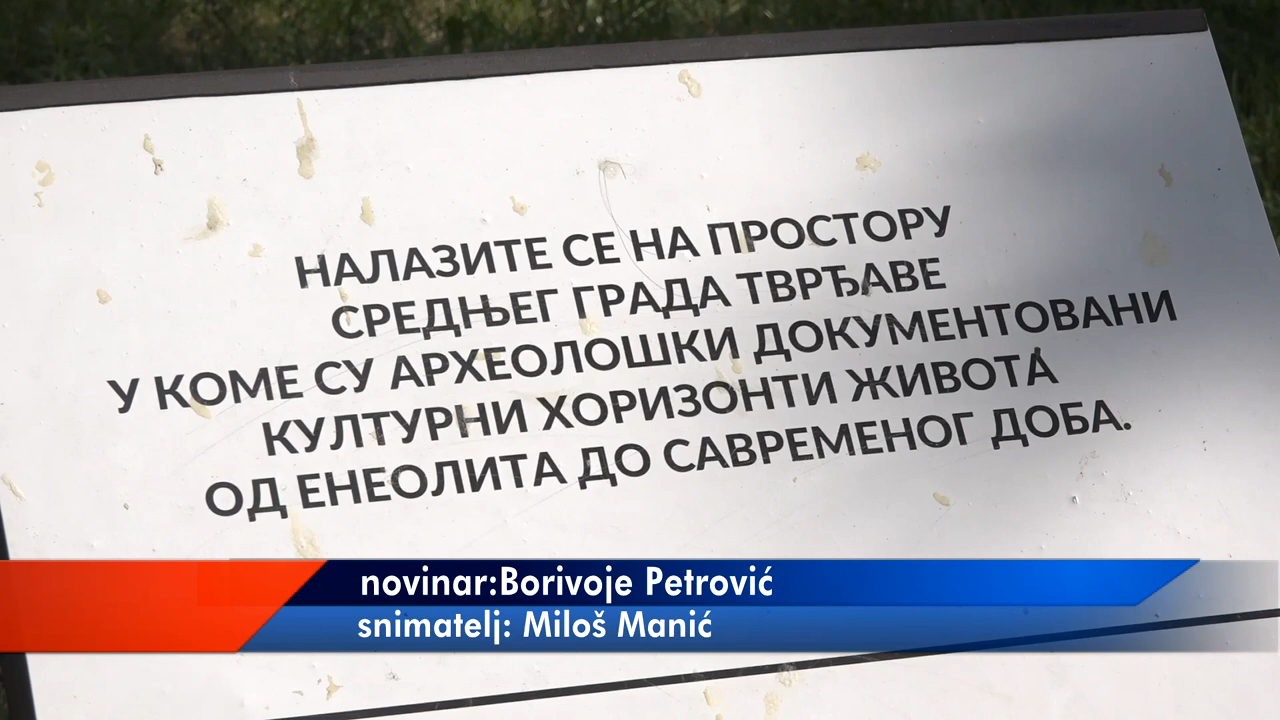 НАЛАЗИТЕ СЕ НА ПРОСТОРУ
СРЕДЊЕГ ГРАДА ТВРЂАВЕ
У КОМЕ СУ АРХЕОЛОШКИ ДОКУМЕНТОВАНИ
КУЛТУРНИ ХОРИЗОНТИ ЖИВОТА
ОД ЕНЕОЛИТА ДО САВРЕМЕНОГ ДОБА.
novinar:Borivoje Petrović
snimatelj: Miloš Manić